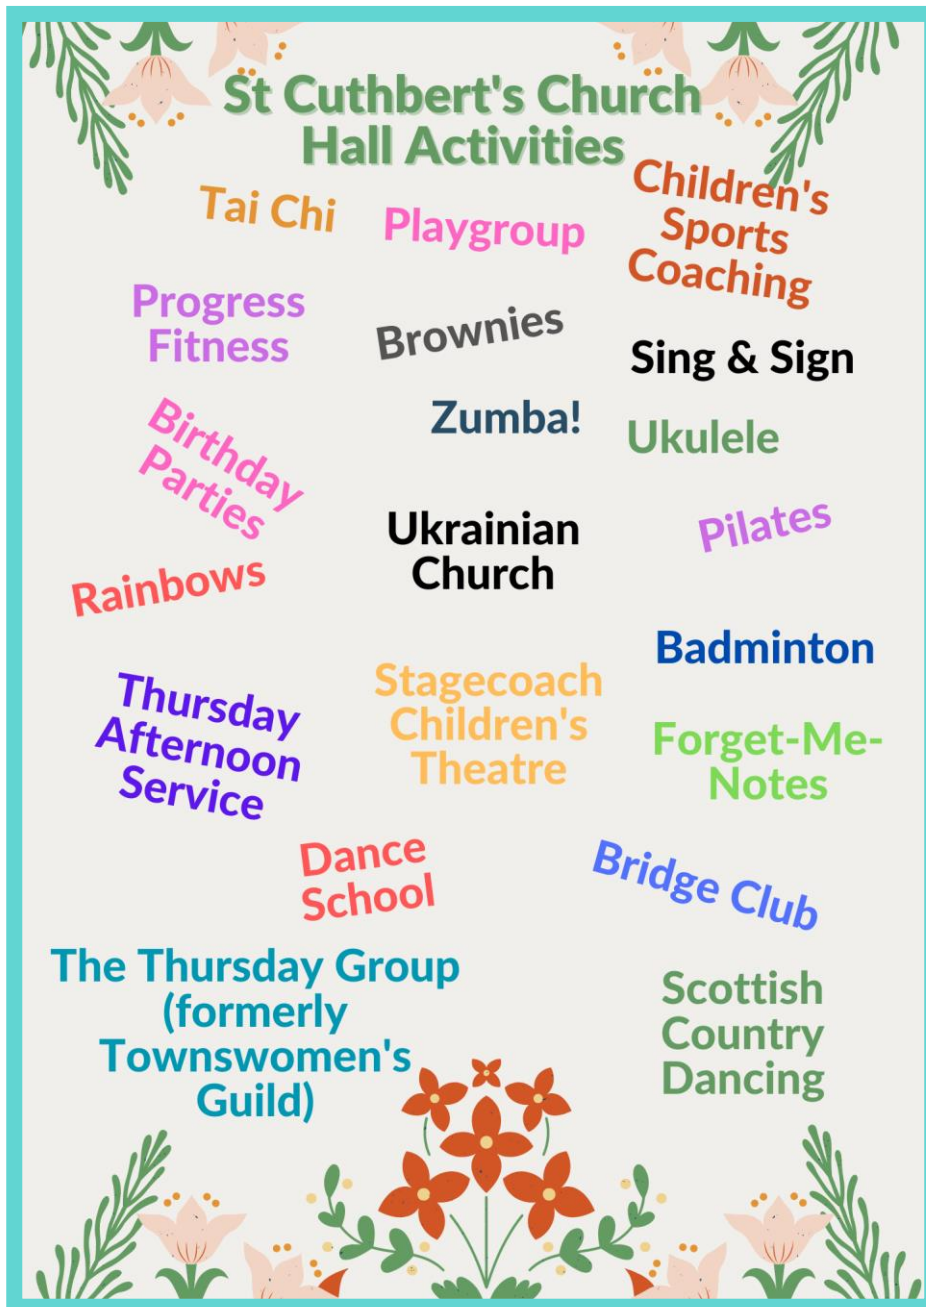 St Cuthbert's Church
Hall Activities
Tai Chi
Playgroup
Children's
Sports
Coaching
Progress
Fitness
Brownies
Sing & Sign
Birthday
Parties
Zumba!
Ukulele
Ukrainian
Church
Pilates
Rainbows
Badminton
Thursday
Afternoon
Service
Stagecoach
Children's
Theatre
Forget-Me-
Notes
Dance
School
Bridge Club
The Thursday Group
(formerly
Townswomen's
Guild)
Scottish
Country
Dancing